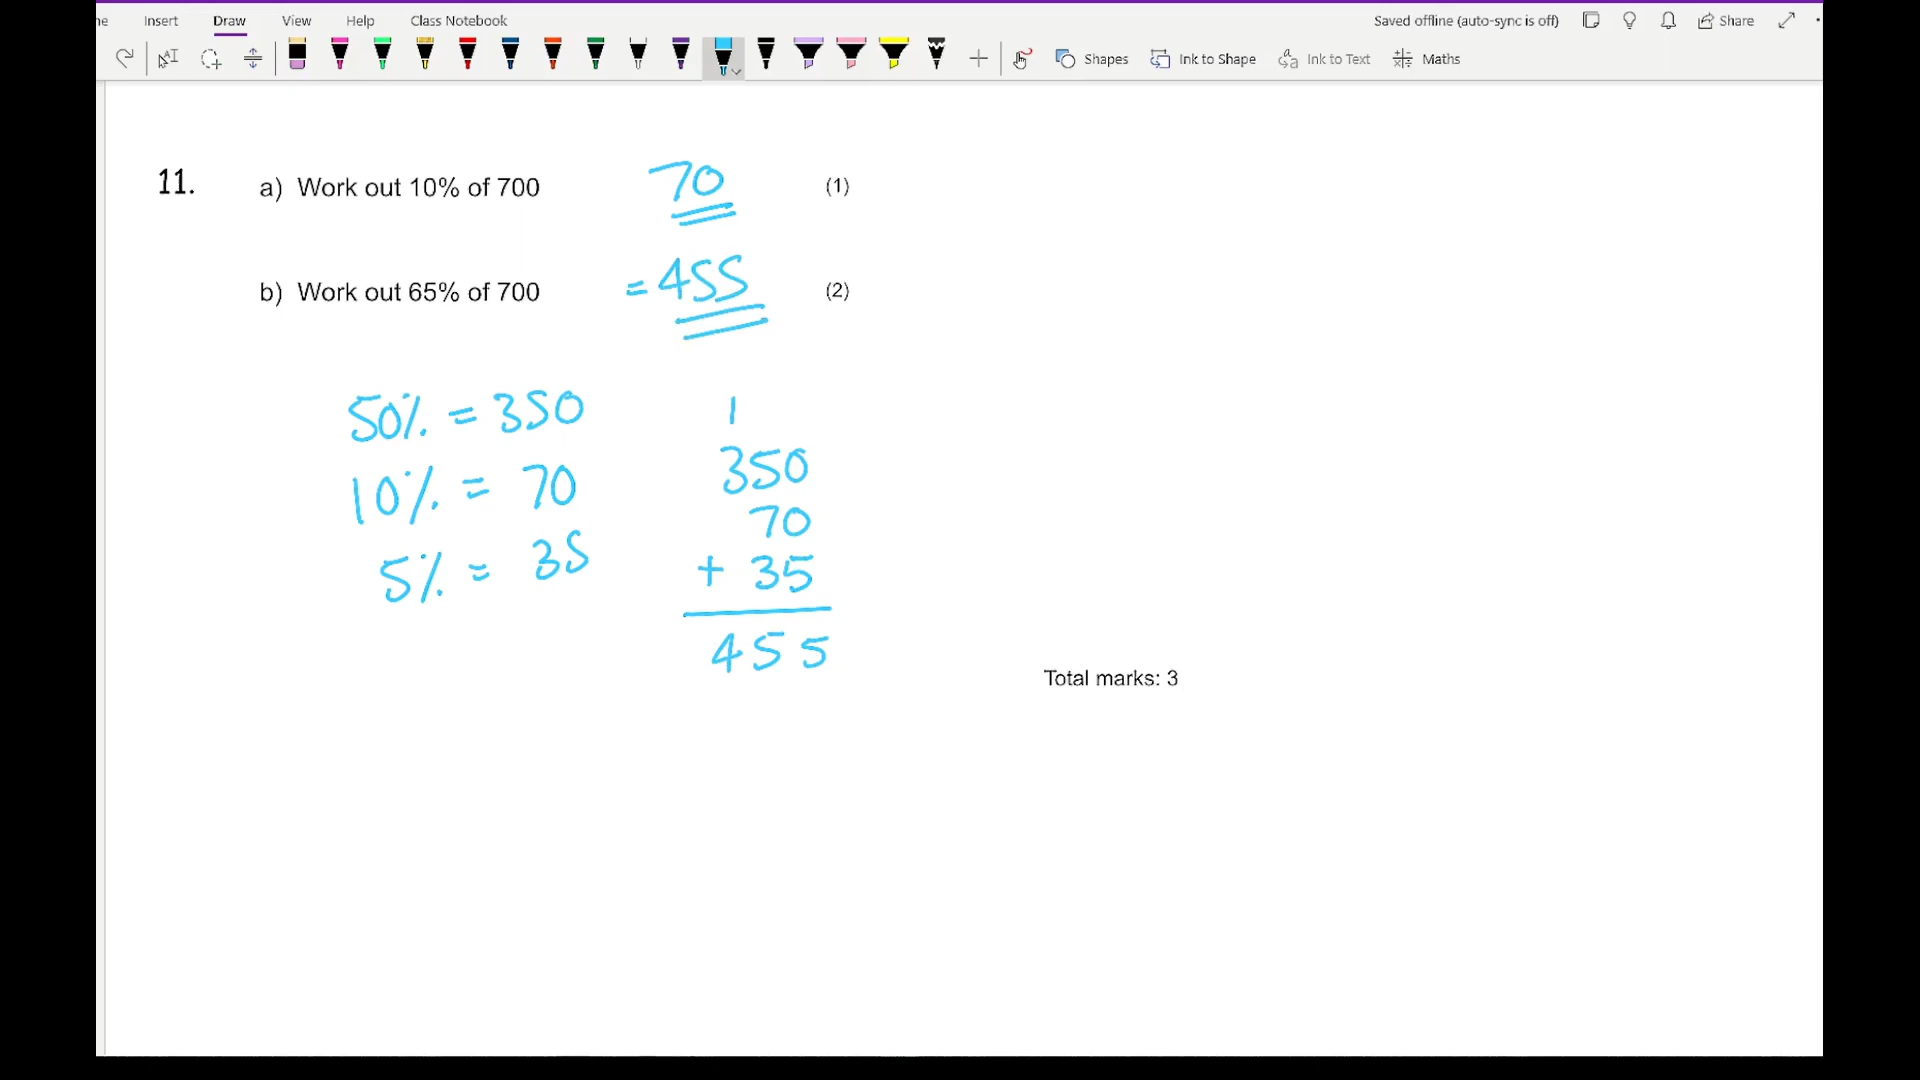 Insert Draw View Help Class Notebook Saved offline (auto-sync is off) Share
Shapes Ink to Shape Ink to Text Maths
11. a) Work out 10% of 700 70 (1)
b) Work out 65% of 700 = 455 (2)
50% = 350
10% = 70
5% = 35
1
350
70
+ 35
455
Total marks: 3